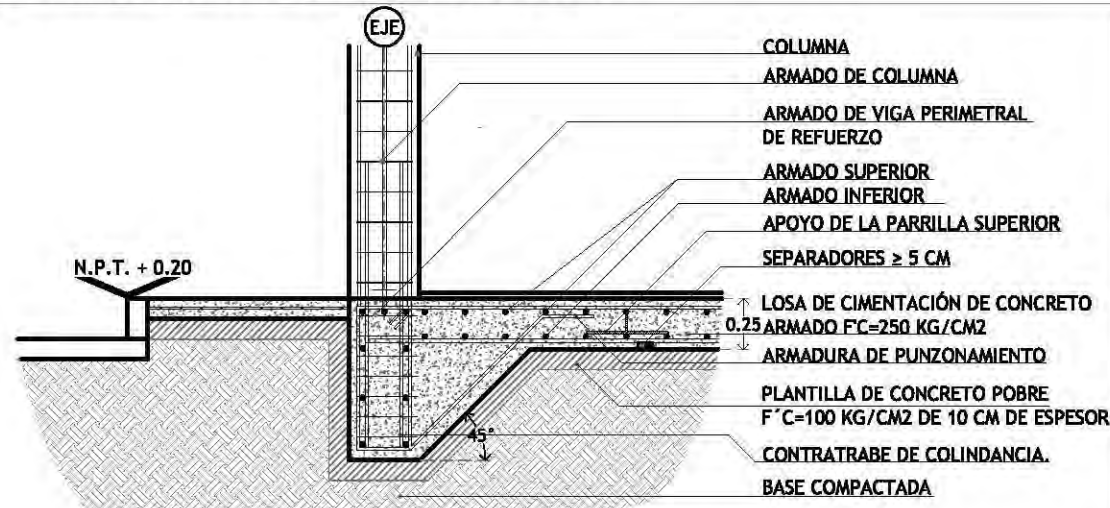 EJE
COLUMNA
ARMADO DE COLUMNA
ARMADO DE VIGA PERIMETRAL
DE REFUERZO
ARMADO SUPERIOR
ARMADO INFERIOR
APOYO DE LA PARRILLA SUPERIOR
SEPARADORES ≥ 5 CM
N.P.T. + 0.20
LOSA DE CIMENTACIÓN DE CONCRETO
0.25 ARMADO F'C=250 KG/CM2
ARMADURA DE PUNZONAMIENTO
PLANTILLA DE CONCRETO POBRE
F´C=100 KG/CM2 DE 10 CM DE ESPESOR
45°
CONTRATRABE DE COLINDANCIA.
BASE COMPACTADA